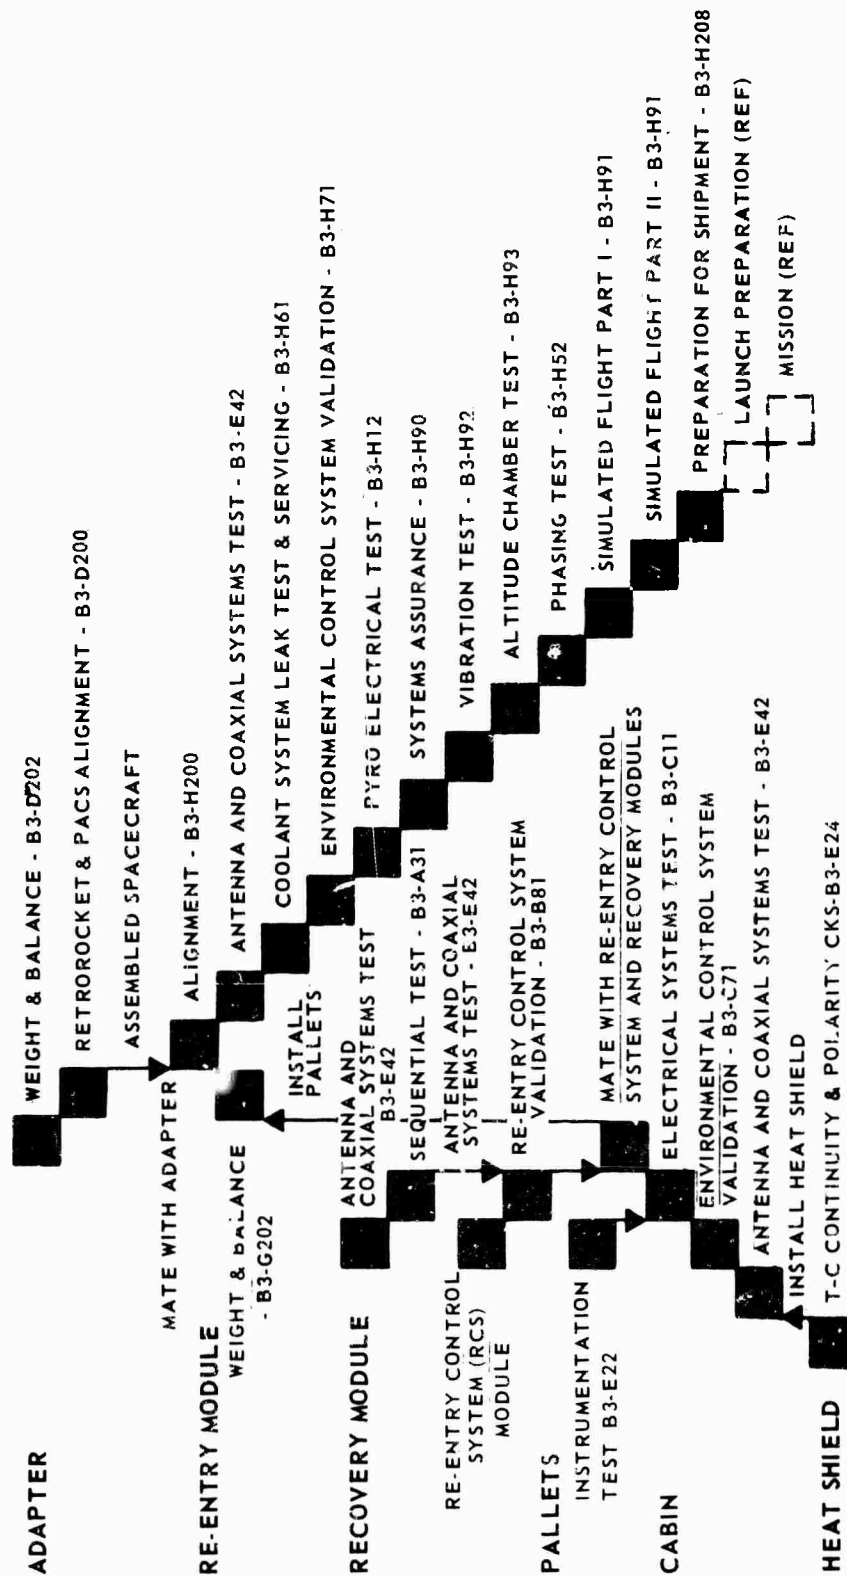 ADAPTER
WEIGHT & BALANCE - B3-D202
RETROROCKET & PACS ALIGNMENT - B3-D200
ASSEMBLED SPACECRAFT
MATE WITH ADAPTER
ALIGNMENT - B3-H200
RE-ENTRY MODULE
WEIGHT & BALANCE
- B3-G202
ANTENNA AND COAXIAL SYSTEMS TEST - B3-E42
COOLANT SYSTEM LEAK TEST & SERVICING - B3-H61
INSTALL
PALLETS
ENVIRONMENTAL CONTROL SYSTEM VALIDATION - B3-H71
RECOVERY MODULE
ANTENNA AND
COAXIAL SYSTEMS TEST
B3-E42
PYRO ELECTRICAL TEST - B3-H12
SEQUENTIAL TEST - B3-A31
SYSTEMS ASSURANCE - B3-H90
RE-ENTRY CONTROL
SYSTEM (RCS)
MODULE
ANTENNA AND COAXIAL
SYSTEMS TEST - E3-E42
VIBRATION TEST - B3-H92
RE-ENTRY CONTROL SYSTEM
VALIDATION - B3-B81
ALTITUDE CHAMBER TEST - B3-H93
PALLETS
INSTRUMENTATION
TEST B3-E22
PHASING TEST - B3-H52
MATE WITH RE-ENTRY CONTROL
SYSTEM AND RECOVERY MODULES
SIMULATED FLIGHT PART I - B3-H91
CABIN
ELECTRICAL SYSTEMS TEST - B3-C11
SIMULATED FLIGHT PART II - B3-H91
ENVIRONMENTAL CONTROL SYSTEM
VALIDATION - B3-C71
PREPARATION FOR SHIPMENT - B3-H208
ANTENNA AND COAXIAL SYSTEMS TEST - B3-E42
LAUNCH PREPARATION (REF)
INSTALL HEAT SHIELD
MISSION (REF)
HEAT SHIELD
T-C CONTINUITY & POLARITY CKS-B3-E24